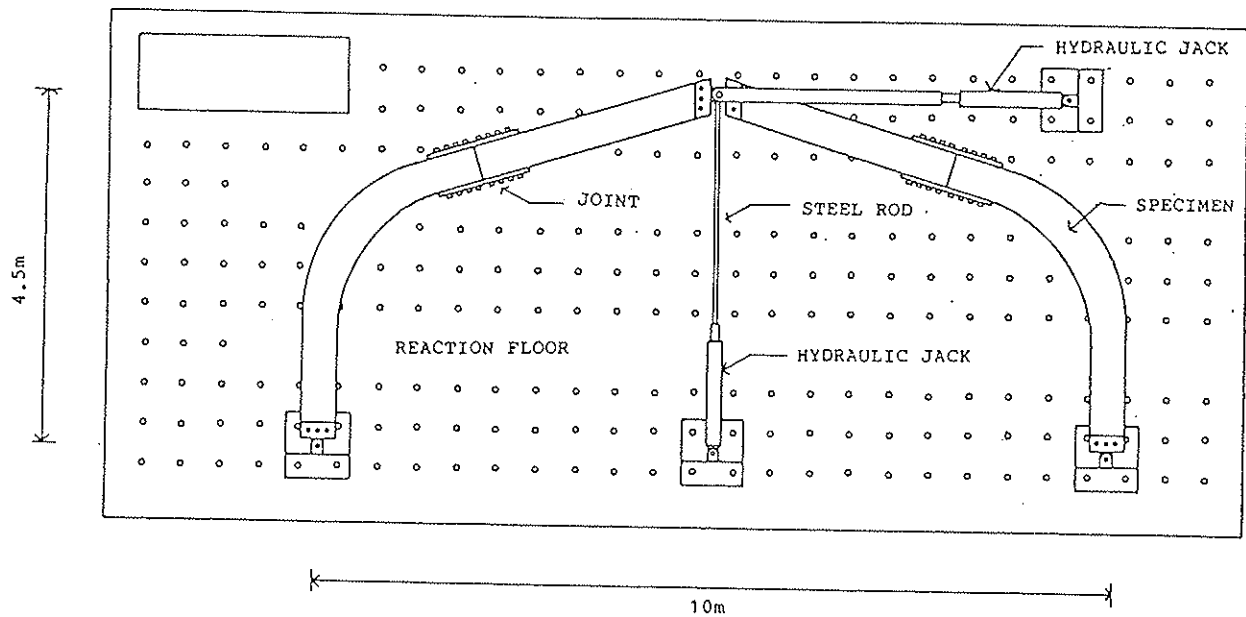 HYDRAULIC JACK
JOINT
STEEL ROD
SPECIMEN
4.5m
REACTION FLOOR
HYDRAULIC JACK
10m